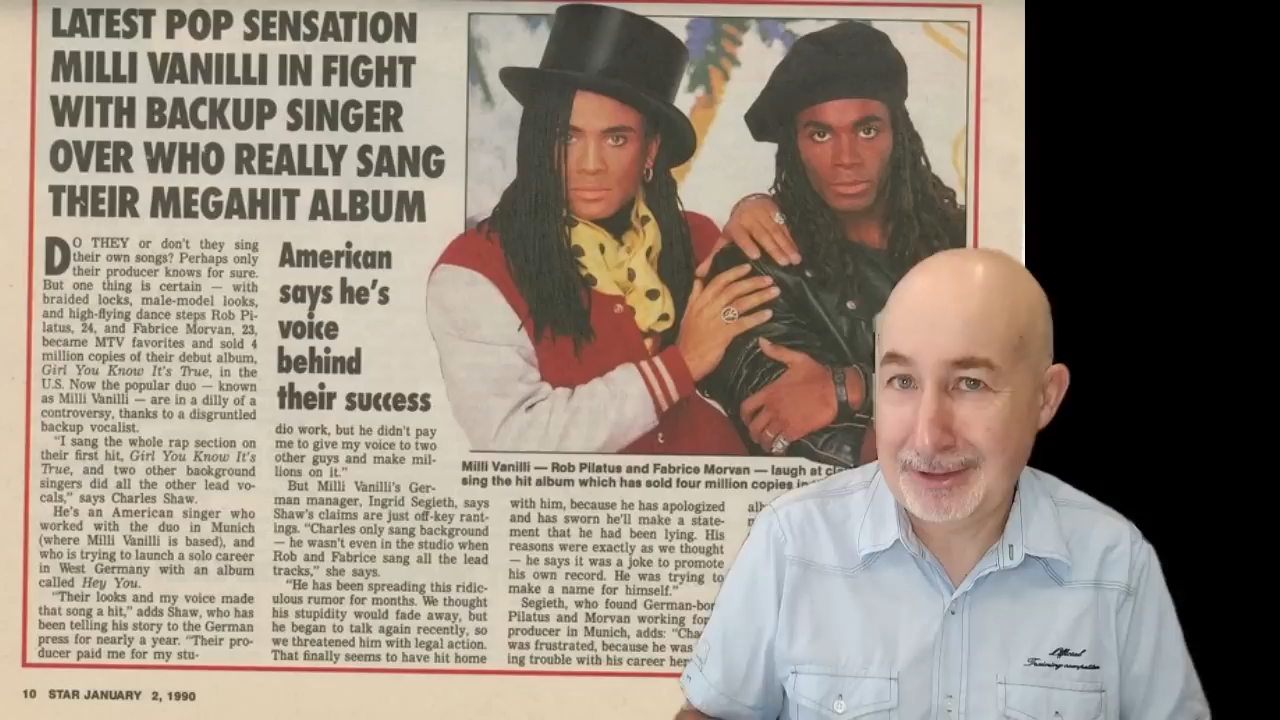 LATEST POP SENSATION
MILLI VANILLI IN FIGHT
WITH BACKUP SINGER
OVER WHO REALLY SANG
THEIR MEGAHIT ALBUM
DO THEY or don't they sing
their own songs? Perhaps only
their producer knows for sure.
But one thing is certain — with
braided locks, male-model looks,
and high-flying dance steps Rob Pi-
latus, 24, and Fabrice Morvan, 23,
became MTV favorites and sold 4
million copies of their debut album,
Girl You Know It's True, in the
U.S. Now the popular duo — known
as Milli Vanilli — are in a dilly of a
controversy, thanks to a disgruntled
backup vocalist.
"I sang the whole rap section on
their first hit, Girl You Know It's
True, and two other background
singers did all the other lead vo-
cals," says Charles Shaw.
He's an American singer who
worked with the duo in Munich
(where Milli Vanilli is based), and
who is trying to launch a solo career
in West Germany with an album
called Hey You.
"Their looks and my voice made
that song a hit," adds Shaw, who has
been telling his story to the German
press for nearly a year. "Their pro-
ducer paid me for my stu-
American
says he's
voice
behind
their success
dio work, but he didn't pay
me to give my voice to two
other guys and make mil-
lions on it."
But Milli Vanilli's Ger-
man manager, Ingrid Segieth, says
Shaw's claims are just off-key rant-
ings. "Charles only sang background
— he wasn't even in the studio when
Rob and Fabrice sang all the lead
tracks," she says.
"He has been spreading this ridic-
ulous rumor for months. We thought
his stupidity would fade away, but
he began to talk again recently, so
we threatened him with legal action.
That finally seems to have hit home
Milli Vanilli — Rob Pilatus and Fabrice Morvan — laugh at
sing the hit album which has sold four million copies
with him, because he has apologized
and has sworn he'll make a state-
ment that he had been lying. His
reasons were exactly as we thought
— he says it was a joke to promote
his own record. He was trying to
make a name for himself."
Segieth, who found German-bor
Pilatus and Morvan working for
producer in Munich, adds: "Cha
was frustrated, because he was
ing trouble with his career her
10 STAR JANUARY 2, 1990
Official